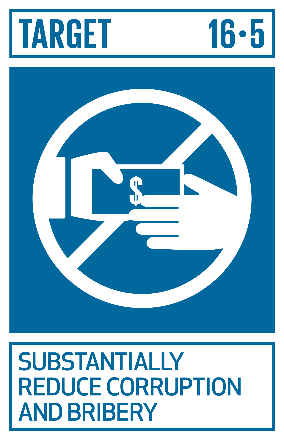 TARGET 16·5
$
SUBSTANTIALLY
REDUCE CORRUPTION
AND BRIBERY